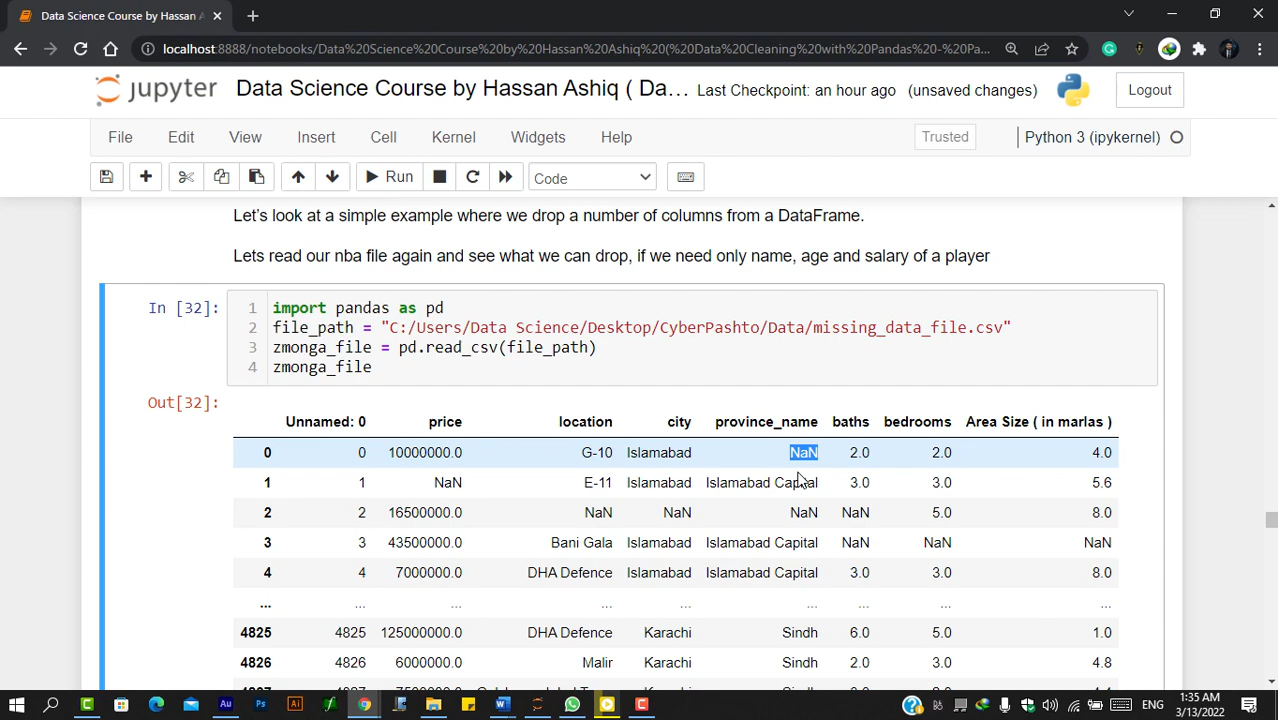 Data Science Course by Hassan A
localhost:8888/notebooks/Data%20Science%20Course%20by%20Hassan%20Ashiq%20(%20Data%20Cleaning%20with%20Pandas%20-%20Pa...
jupyter Data Science Course by Hassan Ashiq ( Da... Last Checkpoint: an hour ago (unsaved changes) Logout
File Edit View Insert Cell Kernel Widgets Help Trusted Python 3 (ipykernel)
Run Code
Let's look at a simple example where we drop a number of columns from a DataFrame.
Lets read our nba file again and see what we can drop, if we need only name, age and salary of a player
In [32]: 1 import pandas as pd
2 file_path = "C:/Users/Data Science/Desktop/CyberPashto/Data/missing_data_file.csv"
3 zmonga_file = pd.read_csv(file_path)
4 zmonga_file
Out[32]:
Unnamed: 0 price location city province_name baths bedrooms Area Size ( in marlas )
0 0 10000000.0 G-10 Islamabad NaN 2.0 2.0 4.0
1 1 NaN E-11 Islamabad Islamabad Capital 3.0 3.0 5.6
2 2 16500000.0 NaN NaN NaN NaN 5.0 8.0
3 3 43500000.0 Bani Gala Islamabad Islamabad Capital NaN NaN NaN
4 4 7000000.0 DHA Defence Islamabad Islamabad Capital 3.0 3.0 8.0
... ... ... ... ... ... ... ... ...
4825 4825 125000000.0 DHA Defence Karachi Sindh 6.0 5.0 1.0
4826 4826 6000000.0 Malir Karachi Sindh 2.0 3.0 4.8
Au Ps Ai ENG 1:35 AM
3/13/2022